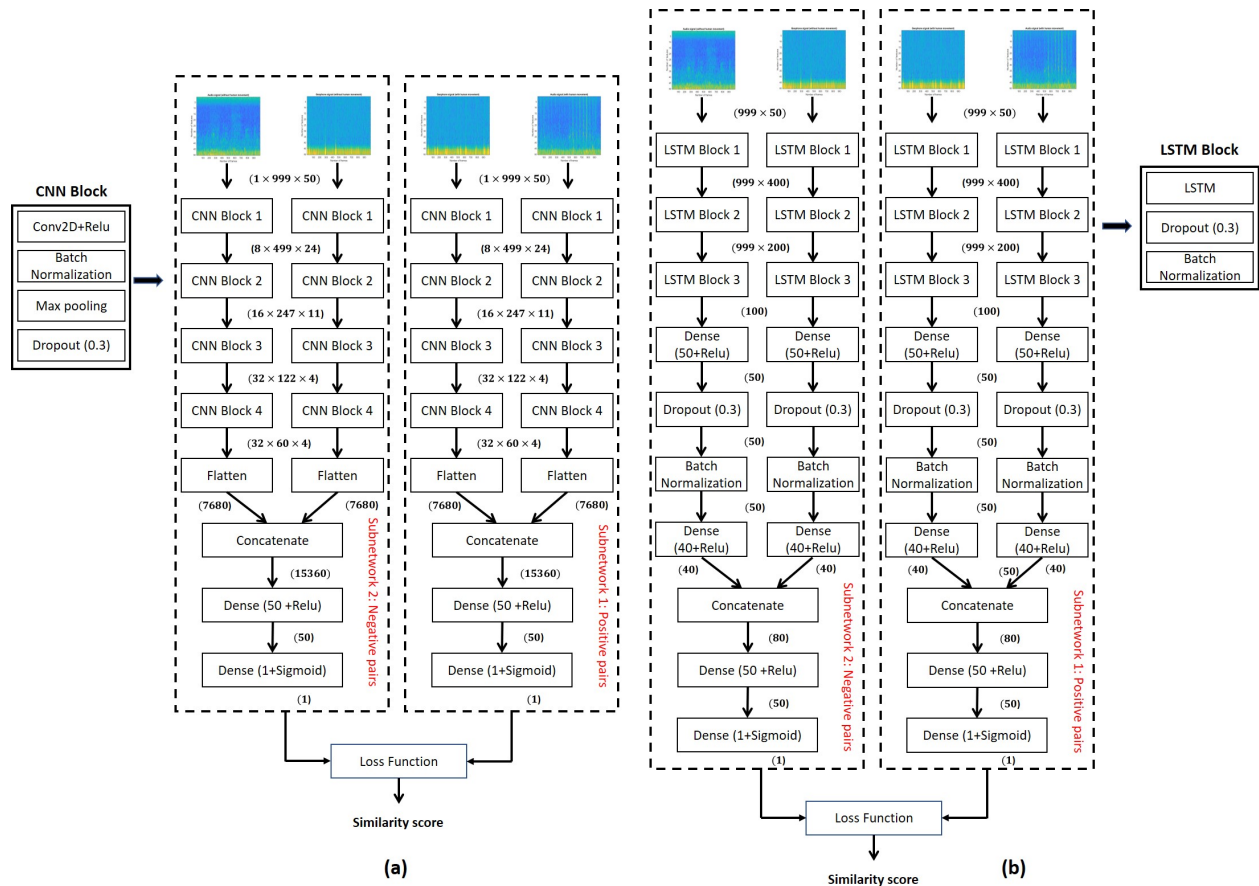 CNN Block
Conv2D+Relu
Batch
Normalization
Max pooling
Dropout (0.3)
(1 × 999 × 50)
CNN Block 1
CNN Block 1
(8 × 499 × 24)
CNN Block 2
CNN Block 2
(16 × 247 × 11)
CNN Block 3
CNN Block 3
(32 × 122 × 4)
CNN Block 4
CNN Block 4
(32 × 60 × 4)
Flatten
Flatten
(7680)
(7680)
Concatenate
(15360)
Dense (50 +Relu)
(50)
Dense (1+Sigmoid)
(1)
Subnetwork 2: Negative pairs
(1 × 999 × 50)
CNN Block 1
CNN Block 1
(8 × 499 × 24)
CNN Block 2
CNN Block 2
(16 × 247 × 11)
CNN Block 3
CNN Block 3
(32 × 122 × 4)
CNN Block 4
CNN Block 4
(32 × 60 × 4)
Flatten
Flatten
(7680)
(7680)
Concatenate
(15360)
Dense (50 +Relu)
(50)
Dense (1+Sigmoid)
(1)
Subnetwork 1: Positive pairs
Loss Function
Similarity score
(a)
(999 × 50)
LSTM Block 1
LSTM Block 1
(999 × 400)
LSTM Block 2
LSTM Block 2
(999 × 200)
LSTM Block 3
LSTM Block 3
(100)
Dense
(50+Relu)
Dense
(50+Relu)
(50)
Dropout (0.3)
Dropout (0.3)
(50)
Batch
Normalization
Batch
Normalization
(50)
Dense
(40+Relu)
Dense
(40+Relu)
(40)
(40)
Concatenate
(80)
Dense (50 +Relu)
(50)
Dense (1+Sigmoid)
(1)
Subnetwork 2: Negative pairs
(999 × 50)
LSTM Block 1
LSTM Block 1
(999 × 400)
LSTM Block 2
LSTM Block 2
(999 × 200)
LSTM Block 3
LSTM Block 3
(100)
Dense
(50+Relu)
Dense
(50+Relu)
(50)
Dropout (0.3)
Dropout (0.3)
(50)
Batch
Normalization
Batch
Normalization
(50)
Dense
(40+Relu)
Dense
(40+Relu)
(40)
(50)
(40)
Concatenate
(80)
Dense (50 +Relu)
(50)
Dense (1+Sigmoid)
(1)
Subnetwork 1: Positive pairs
LSTM Block
LSTM
Dropout (0.3)
Batch
Normalization
Loss Function
Similarity score
(b)